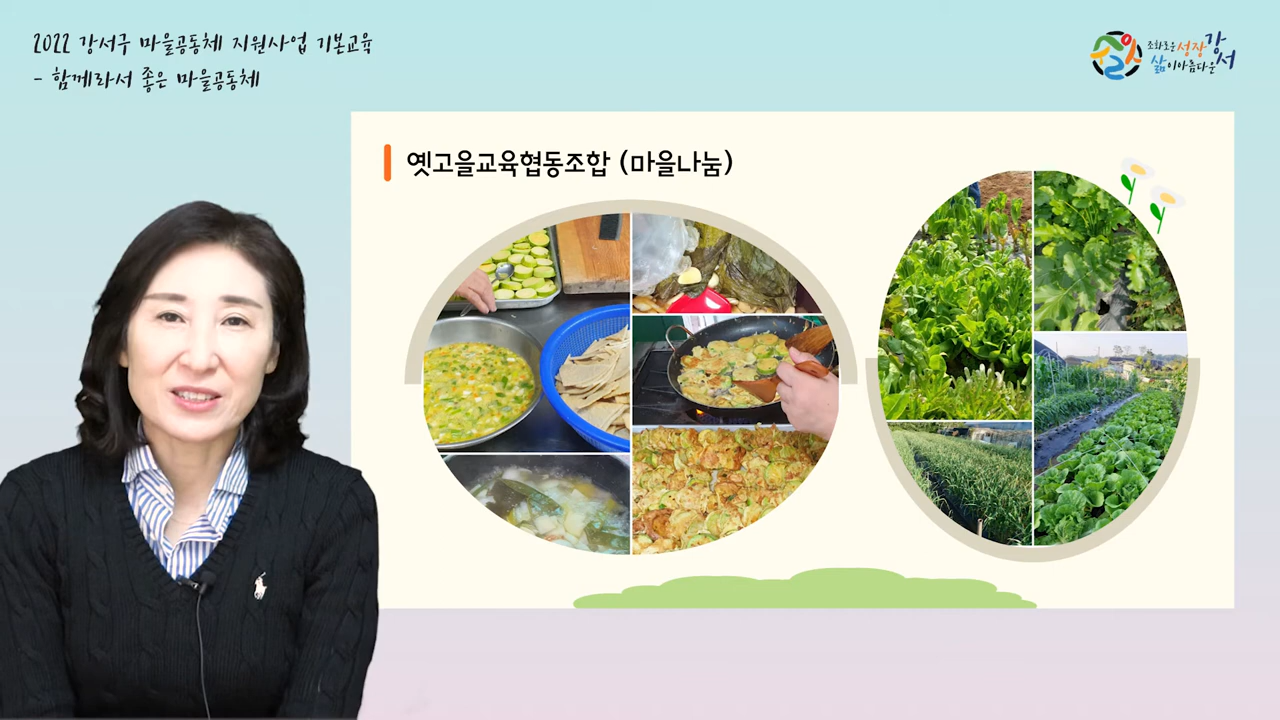 2022 강서구 마을공동체 지원사업 기본교육
- 함께라서 좋은 마을공동체
조화로운 성장 강서
삶이 아름다운
옛고을교육협동조합 (마을나눔)